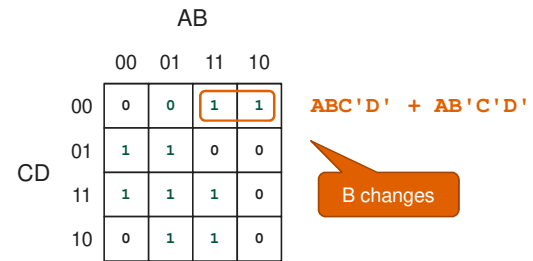 AB
00 01 11 10
00 0 0 1 1 ABC'D' + AB'C'D'
01 1 1 0 0
CD
11 1 1 1 0 B changes
10 0 1 1 0